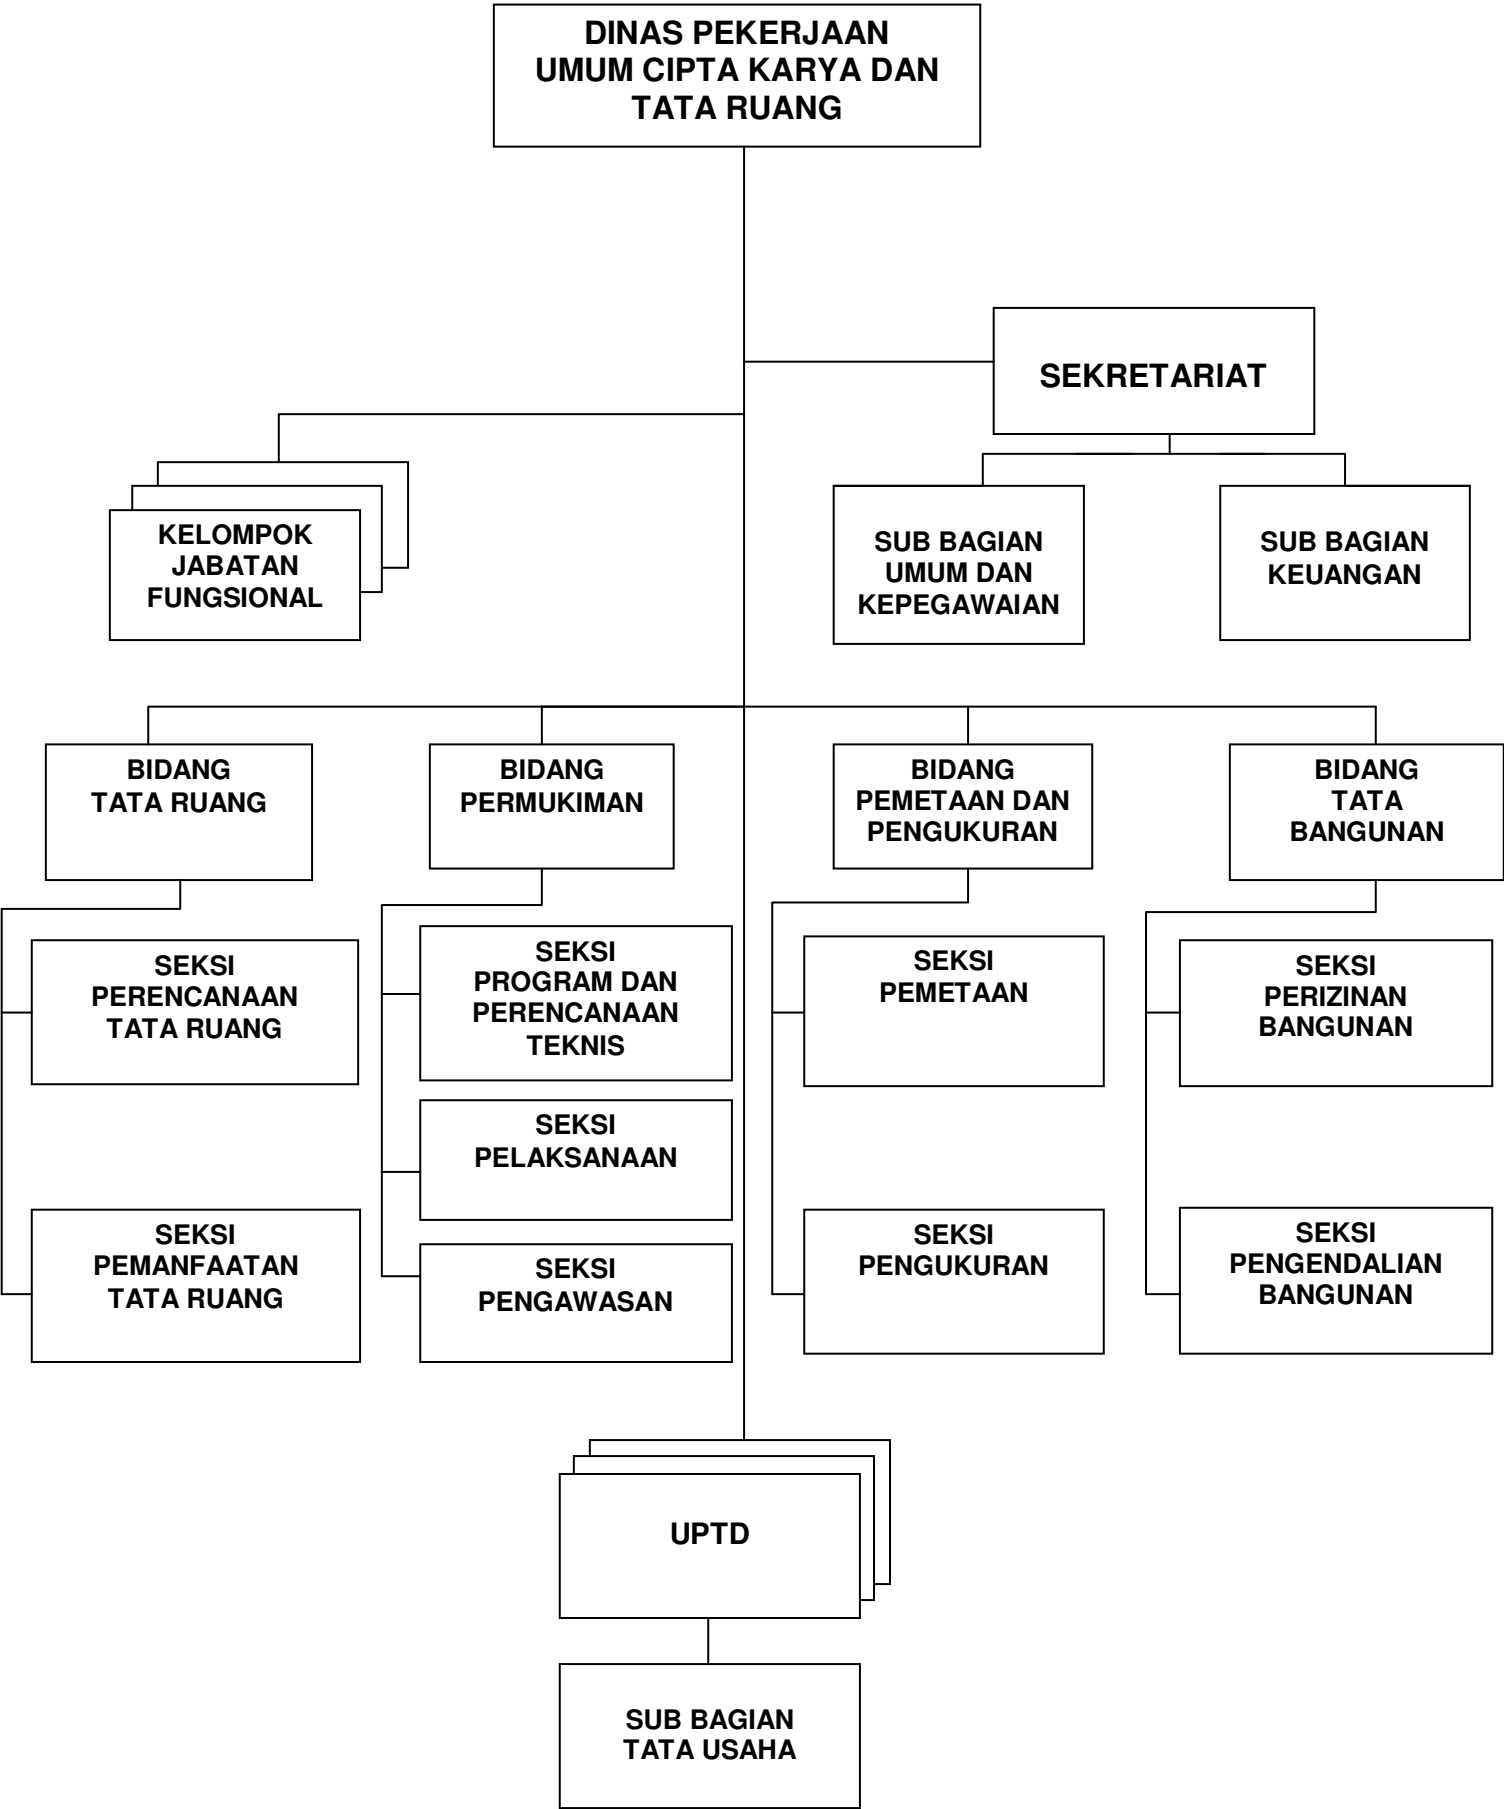 DINAS PEKERJAAN
UMUM CIPTA KARYA DAN
TATA RUANG
SEKRETARIAT
KELOMPOK
JABATAN
FUNGSIONAL
SUB BAGIAN
UMUM DAN
KEPEGAWAIAN
SUB BAGIAN
KEUANGAN
BIDANG
TATA RUANG
BIDANG
PERMUKIMAN
BIDANG
PEMETAAN DAN
PENGUKURAN
BIDANG
TATA
BANGUNAN
SEKSI
PERENCANAAN
TATA RUANG
SEKSI
PROGRAM DAN
PERENCANAAN
TEKNIS
SEKSI
PEMETAAN
SEKSI
PERIZINAN
BANGUNAN
SEKSI
PELAKSANAAN
SEKSI
PEMANFAATAN
TATA RUANG
SEKSI
PENGAWASAN
SEKSI
PENGUKURAN
SEKSI
PENGENDALIAN
BANGUNAN
UPTD
SUB BAGIAN
TATA USAHA